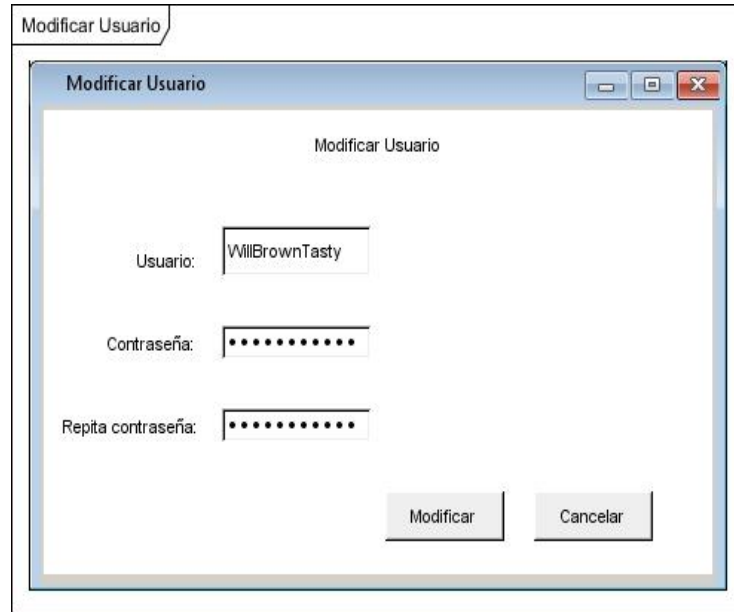 Modificar Usuario
Modificar Usuario
Modificar Usuario
Usuario:
WillBrownTasty
Contraseña:
•••••••••••
Repita contraseña:
•••••••••••
Modificar
Cancelar